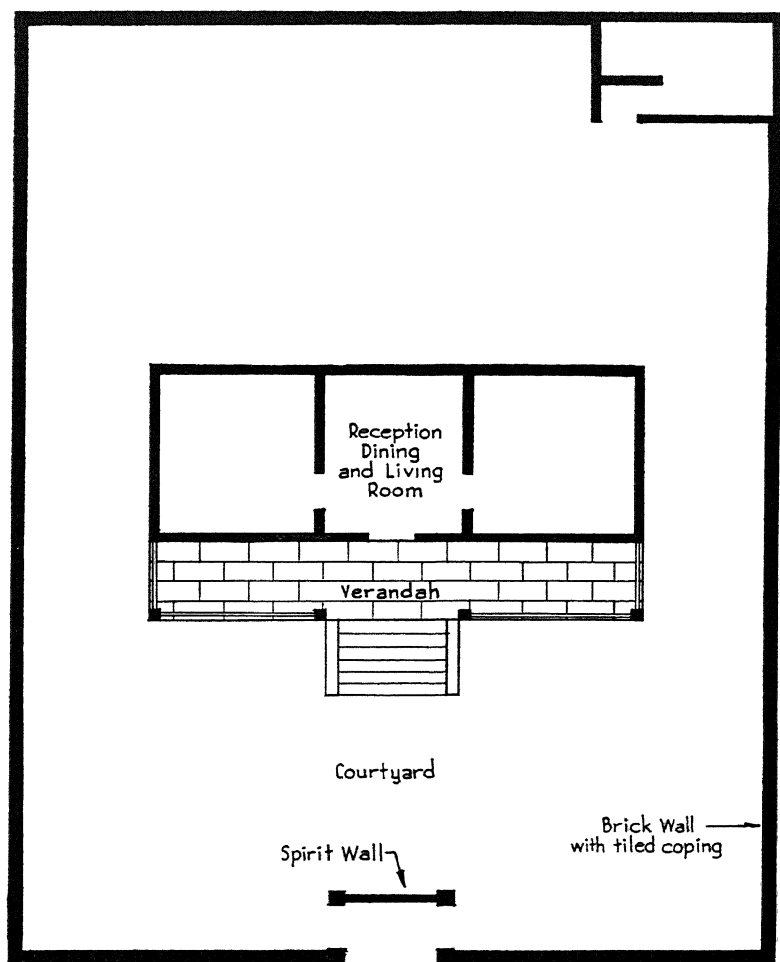 Reception
Dining
and Living
Room
Verandah
Courtyard
Brick Wall
with tiled coping
Spirit Wall